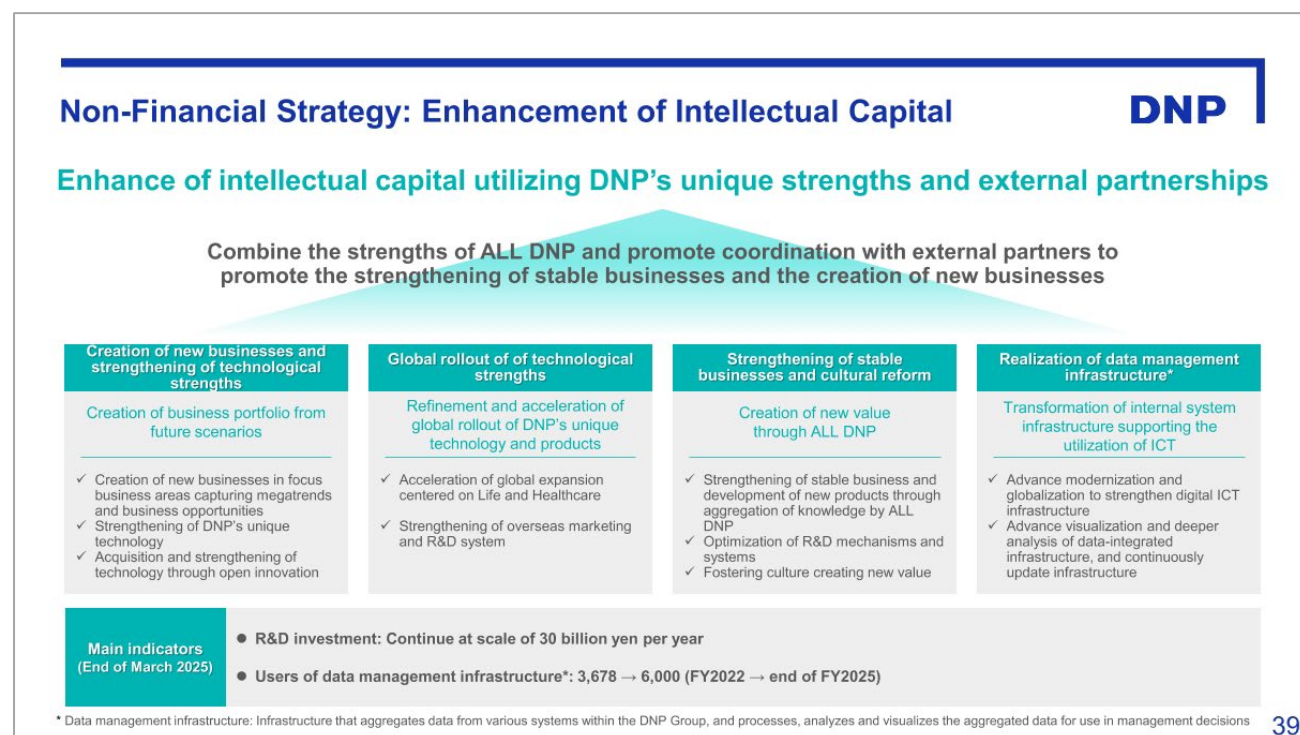 Non-Financial Strategy: Enhancement of Intellectual Capital
DNP
Enhance of intellectual capital utilizing DNP's unique strengths and external partnerships
Combine the strengths of ALL DNP and promote coordination with external partners to
promote the strengthening of stable businesses and the creation of new businesses
Creation of new businesses and
strengthening of technological
strengths
Creation of business portfolio from
future scenarios
✓ Creation of new businesses in focus
business areas capturing megatrends
and business opportunities
✓ Strengthening of DNP's unique
technology
✓ Acquisition and strengthening of
technology through open innovation
Global rollout of of technological
strengths
Refinement and acceleration of
global rollout of DNP's unique
technology and products
✓ Acceleration of global expansion
centered on Life and Healthcare
✓ Strengthening of overseas marketing
and R&D system
Strengthening of stable
businesses and cultural reform
Creation of new value
through ALL DNP
✓ Strengthening of stable business and
development of new products through
aggregation of knowledge by ALL
DNP
✓ Optimization of R&D mechanisms and
systems
✓ Fostering culture creating new value
Realization of data management
infrastructure*
Transformation of internal system
infrastructure supporting the
utilization of ICT
✓ Advance modernization and
globalization to strengthen digital ICT
infrastructure
✓ Advance visualization and deeper
analysis of data-integrated
infrastructure, and continuously
update infrastructure
Main indicators
(End of March 2025)
● R&D investment: Continue at scale of 30 billion yen per year
● Users of data management infrastructure*: 3,678 → 6,000 (FY2022 → end of FY2025)
* Data management infrastructure: Infrastructure that aggregates data from various systems within the DNP Group, and processes, analyzes and visualizes the aggregated data for use in management decisions
39